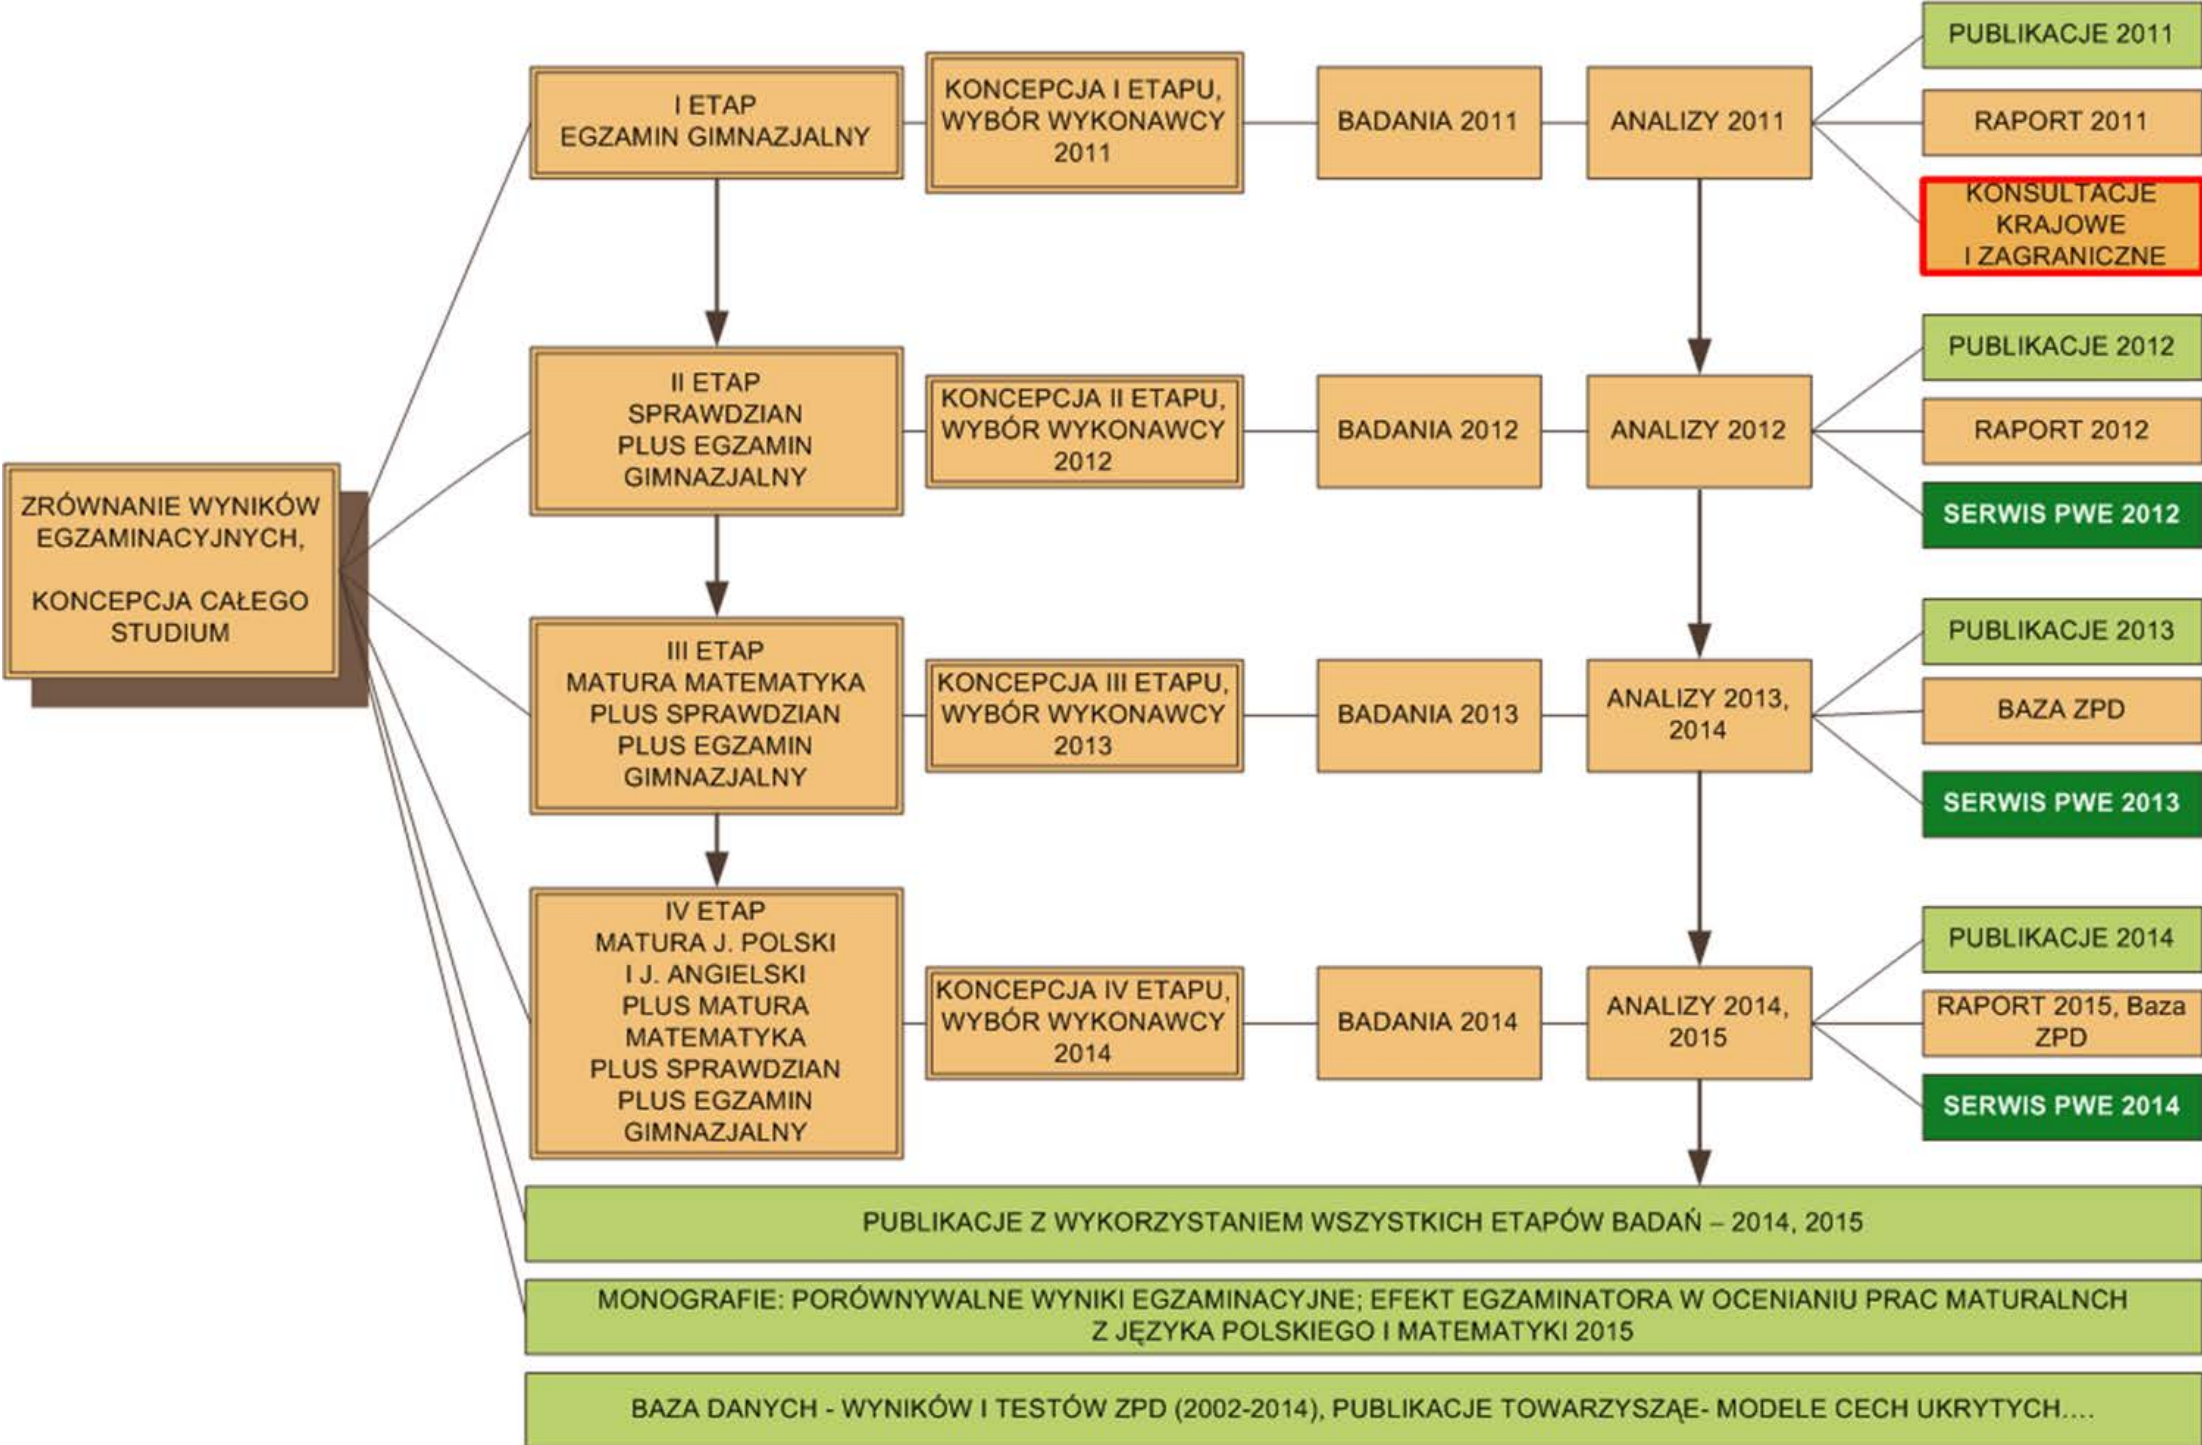 ZRÓWNANIE WYNIKÓW
EGZAMINACYJNYCH,
KONCEPCJA CAŁEGO
STUDIUM
I ETAP
EGZAMIN GIMNAZJALNY
KONCEPCJA I ETAPU,
WYBÓR WYKONAWCY
2011
BADANIA 2011
ANALIZY 2011
PUBLIKACJE 2011
RAPORT 2011
KONSULTACJE
KRAJOWE
I ZAGRANICZNE
II ETAP
SPRAWDZIAN
PLUS EGZAMIN
GIMNAZJALNY
KONCEPCJA II ETAPU,
WYBÓR WYKONAWCY
2012
BADANIA 2012
ANALIZY 2012
PUBLIKACJE 2012
RAPORT 2012
SERWIS PWE 2012
III ETAP
MATURA MATEMATYKA
PLUS SPRAWDZIAN
PLUS EGZAMIN
GIMNAZJALNY
KONCEPCJA III ETAPU,
WYBÓR WYKONAWCY
2013
BADANIA 2013
ANALIZY 2013,
2014
PUBLIKACJE 2013
BAZA ZPD
SERWIS PWE 2013
IV ETAP
MATURA J. POLSKI
I J. ANGIELSKI
PLUS MATURA
MATEMATYKA
PLUS SPRAWDZIAN
PLUS EGZAMIN
GIMNAZJALNY
KONCEPCJA IV ETAPU,
WYBÓR WYKONAWCY
2014
BADANIA 2014
ANALIZY 2014,
2015
PUBLIKACJE 2014
RAPORT 2015, Baza
ZPD
SERWIS PWE 2014
PUBLIKACJE Z WYKORZYSTANIEM WSZYSTKICH ETAPÓW BADAŃ – 2014, 2015
MONOGRAFIE: PORÓWNYWALNE WYNIKI EGZAMINACYJNE; EFEKT EGZAMINATORA W OCENIANIU PRAC MATURALNCH
Z JĘZYKA POLSKIEGO I MATEMATYKI 2015
BAZA DANYCH - WYNIKÓW I TESTÓW ZPD (2002-2014), PUBLIKACJE TOWARZYSZĄE- MODELE CECH UKRYTYCH....